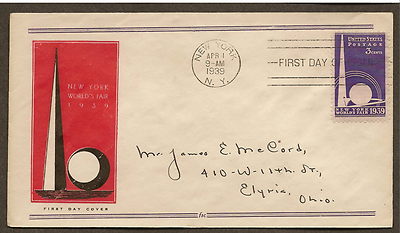 NEW YORK
WORLD'S FAIR
1939
FIRST DAY COVER
NEW YORK
APR 1
9-AM
1939
N. Y.
FIRST DAY O
UNITED STATES
POSTAGE
3 CENTS
NEW YORK
WORLD'S FAIR 1939
Mr. James E. McCord,
410-W-11th. St.,
Elyria,
Ohio.